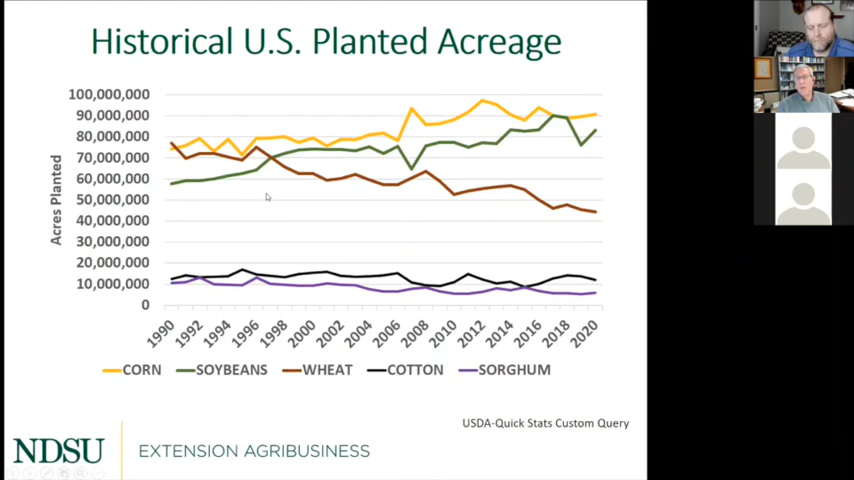 Historical U.S. Planted Acreage
100,000,000
90,000,000
80,000,000
70,000,000
60,000,000
50,000,000
40,000,000
30,000,000
20,000,000
10,000,000
0
Acres Planted
1990 1992 1994 1996 1998 2000 2002 2004 2006 2008 2010 2012 2014 2016 2018 2020
CORN SOYBEANS WHEAT COTTON SORGHUM
USDA-Quick Stats Custom Query
NDSU EXTENSION AGRIBUSINESS